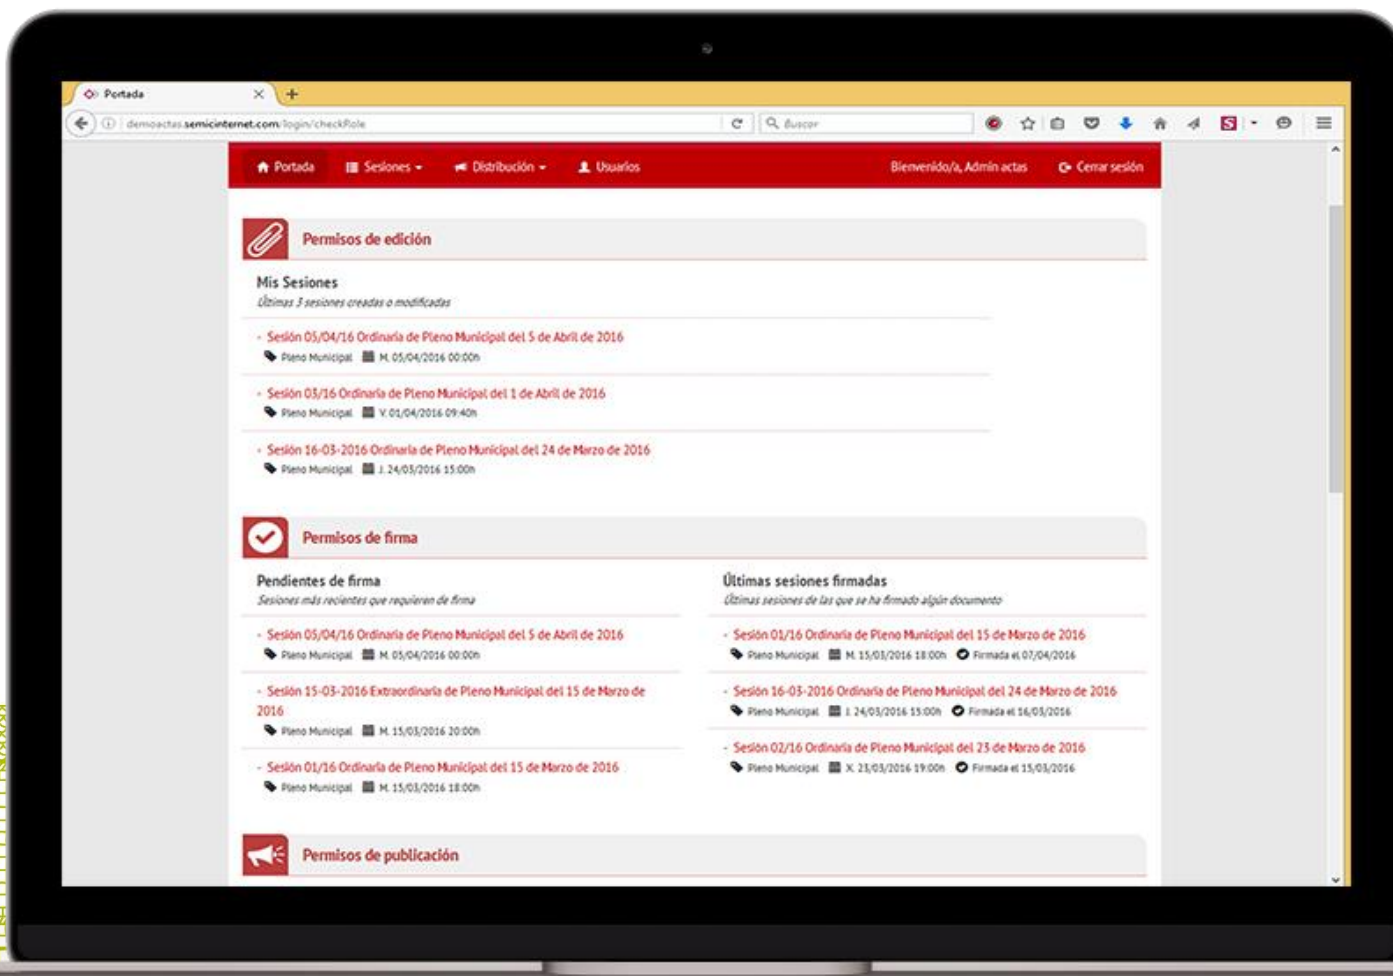 Portada
demoactas.semicinternet.com/login/checkRole
Buscar
Portada Sesiones Distribución Usuarios Bienvenido/a, Admin actas Cerrar sesión
Permisos de edición
Mis Sesiones
Últimas 3 sesiones creadas o modificadas
- Sesión 05/04/16 Ordinaria de Pleno Municipal del 5 de Abril de 2016
Pleno Municipal M. 05/04/2016 00:00h
- Sesión 03/16 Ordinaria de Pleno Municipal del 1 de Abril de 2016
Pleno Municipal V. 01/04/2016 09:40h
- Sesión 16-03-2016 Ordinaria de Pleno Municipal del 24 de Marzo de 2016
Pleno Municipal J. 24/03/2016 15:00h
Permisos de firma
Pendientes de firma
Sesiones más recientes que requieren de firma
- Sesión 05/04/16 Ordinaria de Pleno Municipal del 5 de Abril de 2016
Pleno Municipal M. 05/04/2016 00:00h
- Sesión 15-03-2016 Extraordinaria de Pleno Municipal del 15 de Marzo de
2016
Pleno Municipal M. 15/03/2016 20:00h
- Sesión 01/16 Ordinaria de Pleno Municipal del 15 de Marzo de 2016
Pleno Municipal M. 15/03/2016 18:00h
Últimas sesiones firmadas
Últimas sesiones de las que se ha firmado algún documento
- Sesión 01/16 Ordinaria de Pleno Municipal del 15 de Marzo de 2016
Pleno Municipal M. 15/03/2016 18:00h Firmada el 07/04/2016
- Sesión 16-03-2016 Ordinaria de Pleno Municipal del 24 de Marzo de 2016
Pleno Municipal J. 24/03/2016 15:00h Firmada el 16/03/2016
- Sesión 02/16 Ordinaria de Pleno Municipal del 23 de Marzo de 2016
Pleno Municipal X. 23/03/2016 19:00h Firmada el 15/03/2016
Permisos de publicación